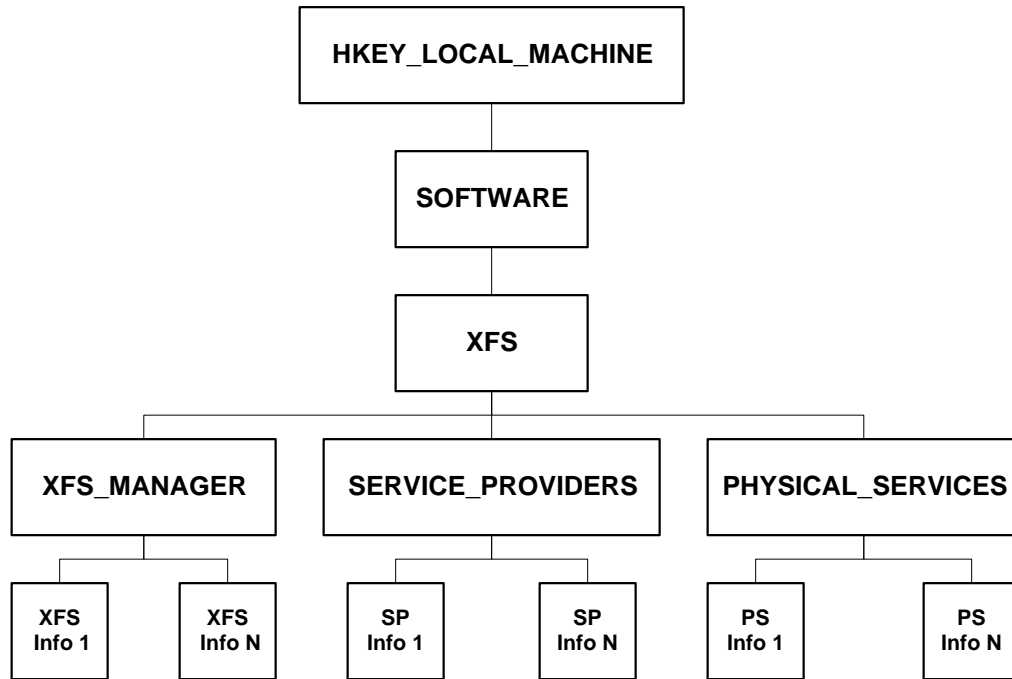 HKEY_LOCAL_MACHINE
SOFTWARE
XFS
XFS_MANAGER
SERVICE_PROVIDERS
PHYSICAL_SERVICES
XFS
Info 1
XFS
Info N
SP
Info 1
SP
Info N
PS
Info 1
PS
Info N